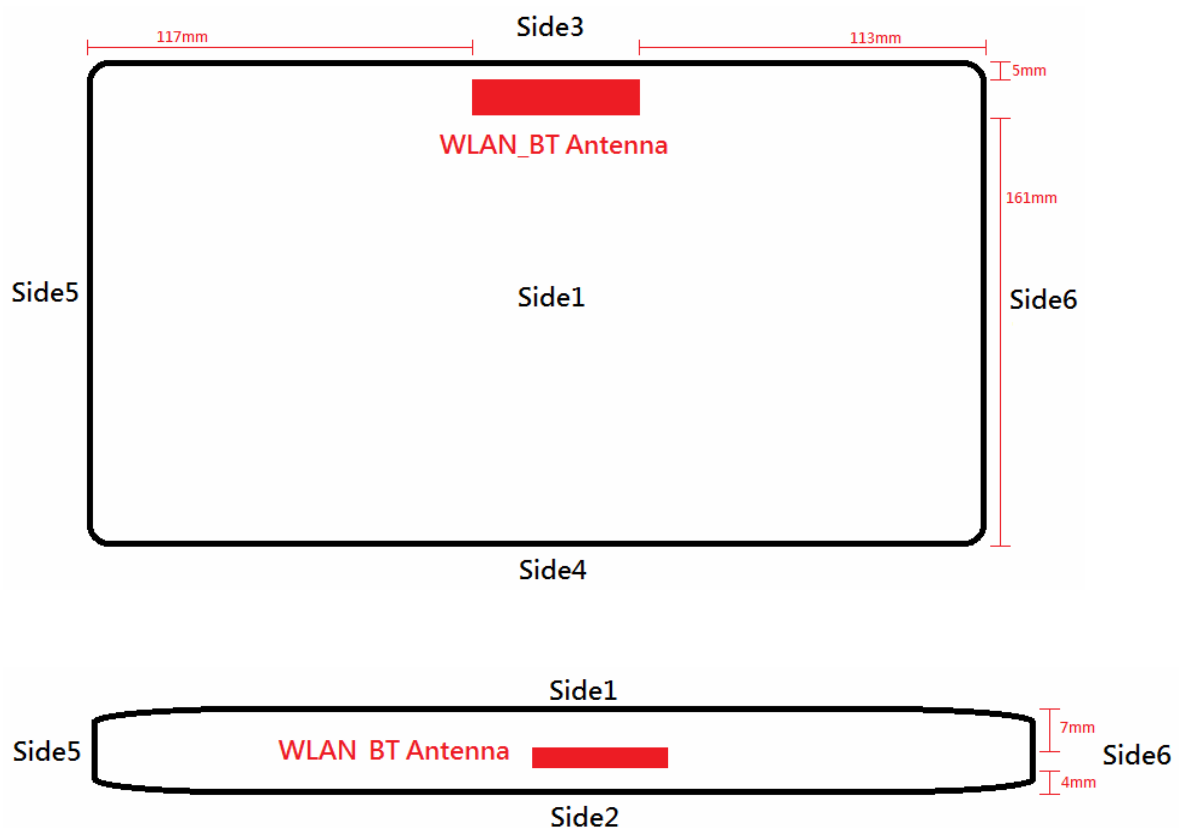 Side3
117mm
113mm
5mm
WLAN_BT Antenna
161mm
Side5
Side1
Side6
Side4
Side1
7mm
Side5
WLAN BT Antenna
Side6
4mm
Side2